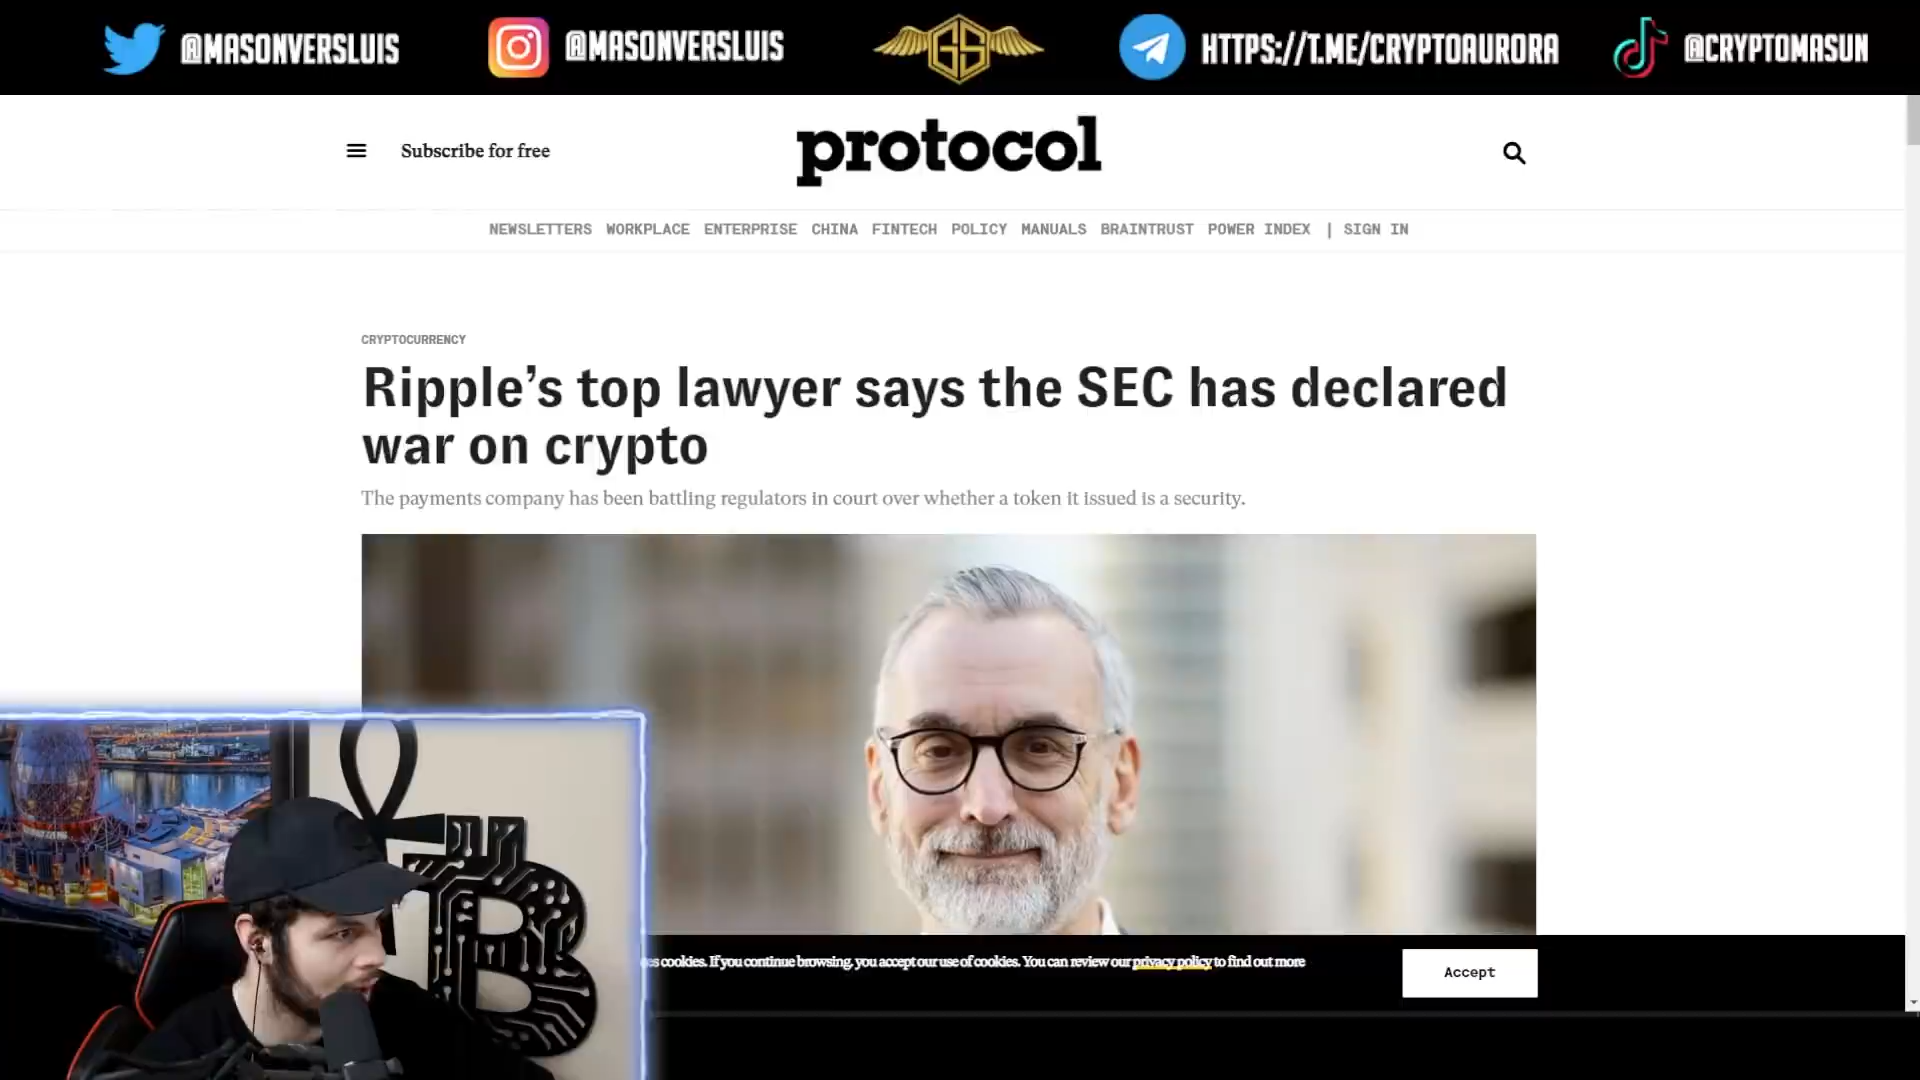 @MASONVERSLUIS
@MASONVERSLUIS
GS
HTTPS://T.ME/CRYPTOAURORA
@CRYPTOMASUN
Subscribe for free
protocol
NEWSLETTERS WORKPLACE ENTERPRISE CHINA FINTECH POLICY MANUALS BRAINTRUST POWER INDEX | SIGN IN
CRYPTOCURRENCY
Ripple’s top lawyer says the SEC has declared
war on crypto
The payments company has been battling regulators in court over whether a token it issued is a security.
cookies. If you continue browsing, you accept our use of cookies. You can review our privacy policy to find out more
Accept